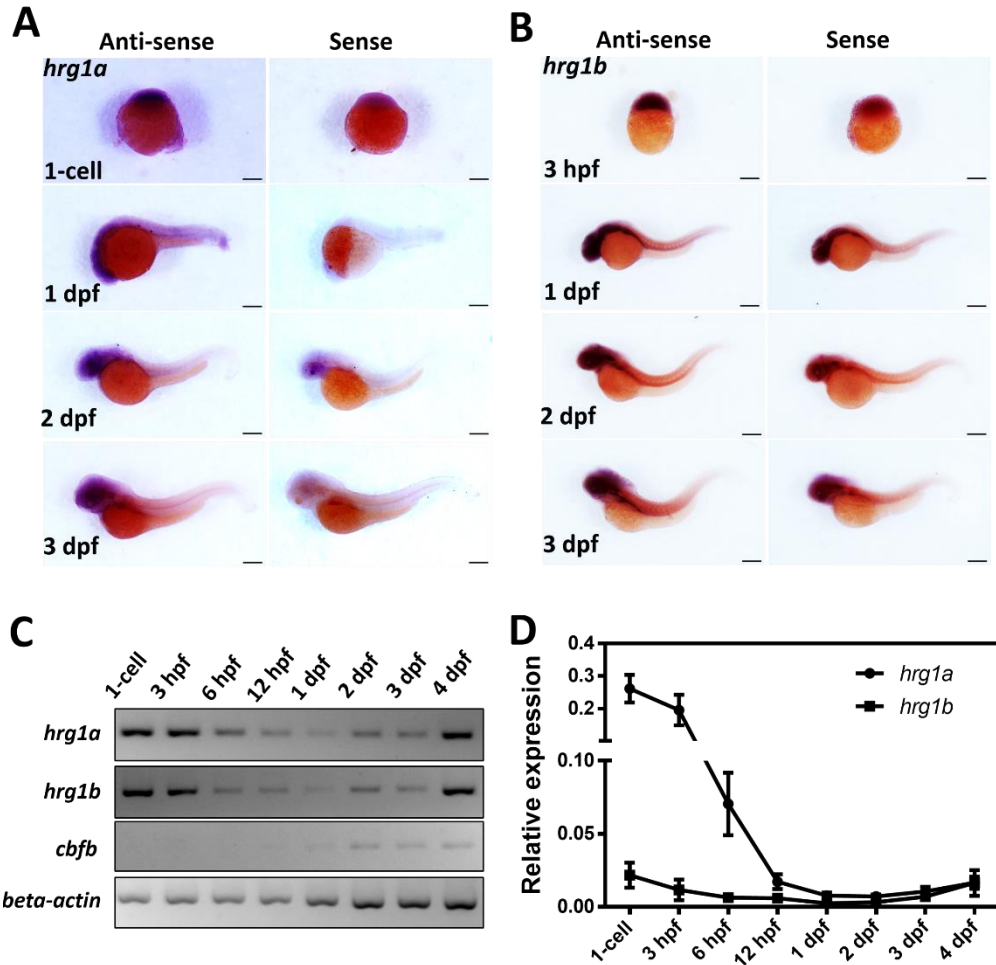 A
Anti-sense Sense
hrg1a
1-cell
1 dpf
2 dpf
3 dpf
B
Anti-sense Sense
hrg1b
3 hpf
1 dpf
2 dpf
3 dpf
C
1-cell 3 hpf 6 hpf 12 hpf 1 dpf 2 dpf 3 dpf 4 dpf
hrg1a
hrg1b
cbfb
beta-actin
D
Relative expression
0.4
0.3
0.2
0.10
0.05
0.00
hrg1a
hrg1b
1-cell 3 hpf 6 hpf 12 hpf 1 dpf 2 dpf 3 dpf 4 dpf